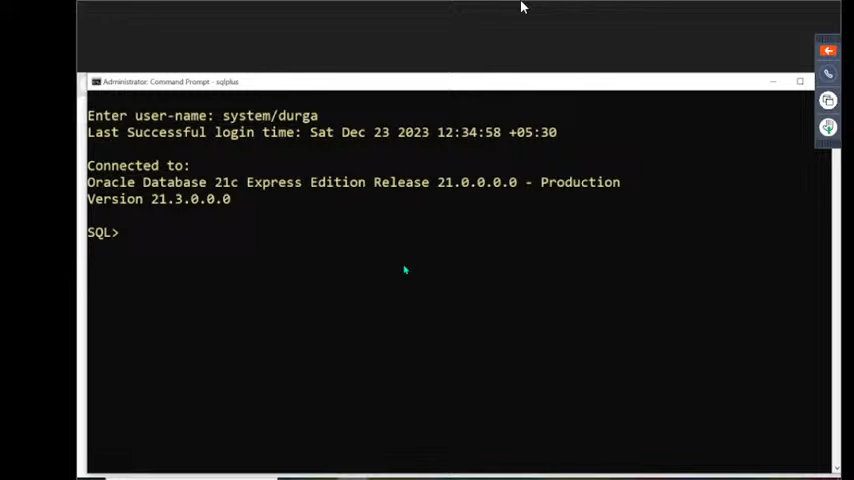 Administrator: Command Prompt - sqlplus
Enter user-name: system/durga
Last Successful login time: Sat Dec 23 2023 12:34:58 +05:30
Connected to:
Oracle Database 21c Express Edition Release 21.0.0.0.0 - Production
Version 21.3.0.0.0
SQL>